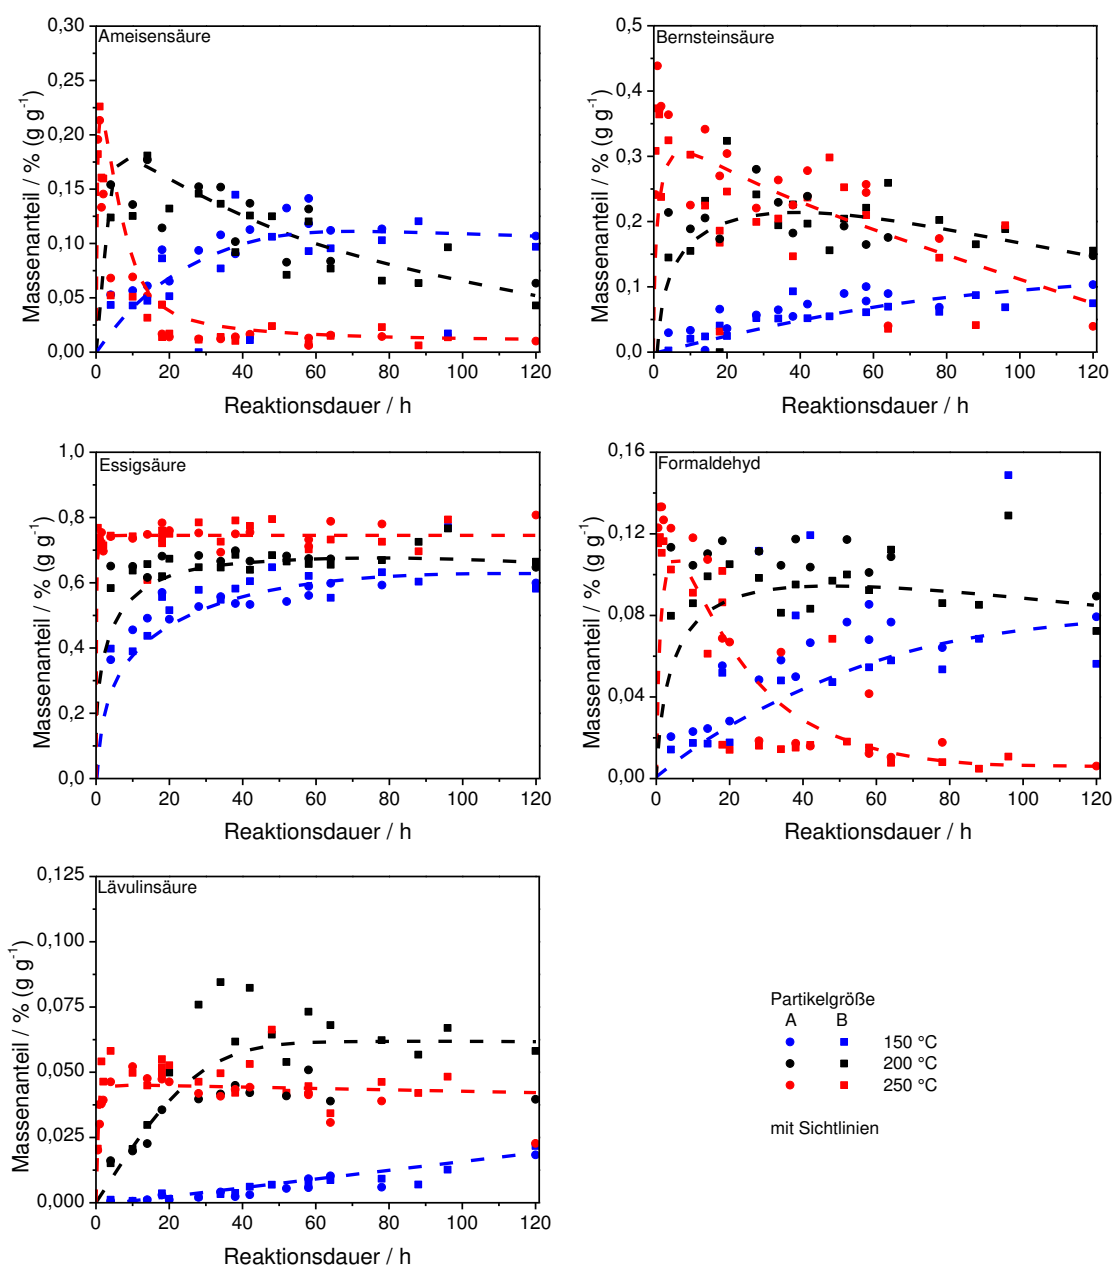 Ameisensäure
0,30
0,25
0,20
0,15
0,10
0,05
0,00
Massenanteil / % (g g⁻¹)
0 20 40 60 80 100 120
Reaktionsdauer / h
Bernsteinsäure
0,5
0,4
0,3
0,2
0,1
0,0
Massenanteil / % (g g⁻¹)
0 20 40 60 80 100 120
Reaktionsdauer / h
Essigsäure
1,0
0,8
0,6
0,4
0,2
0,0
Massenanteil / % (g g⁻¹)
0 20 40 60 80 100 120
Reaktionsdauer / h
Formaldehyd
0,16
0,12
0,08
0,04
0,00
Massenanteil / % (g g⁻¹)
0 20 40 60 80 100 120
Reaktionsdauer / h
Lävulinsäure
0,125
0,100
0,075
0,050
0,025
0,000
Massenanteil / % (g g⁻¹)
0 20 40 60 80 100 120
Reaktionsdauer / h
Partikelgröße
A B
150 °C
200 °C
250 °C
mit Sichtlinien